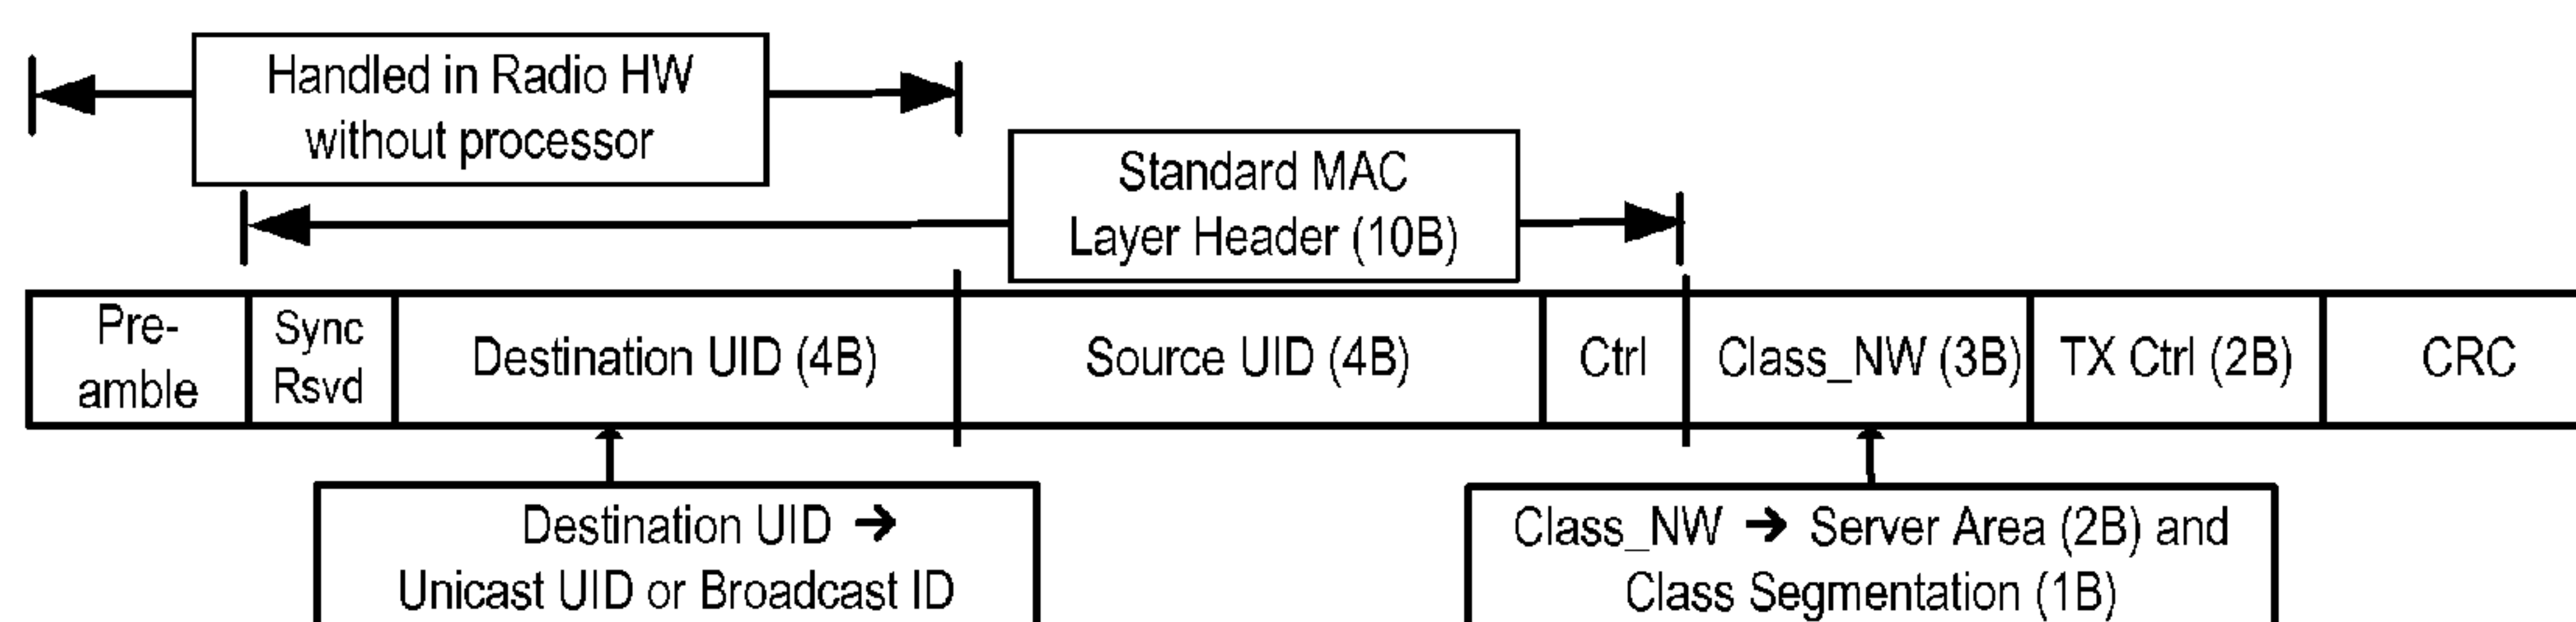 Handled in Radio HW
without processor
Standard MAC
Layer Header (10B)
Pre-
amble
Sync
Rsvd
Destination UID (4B)
Source UID (4B)
Ctrl
Class_NW (3B)
TX Ctrl (2B)
CRC
Destination UID →
Unicast UID or Broadcast ID
Class_NW → Server Area (2B) and
Class Segmentation (1B)